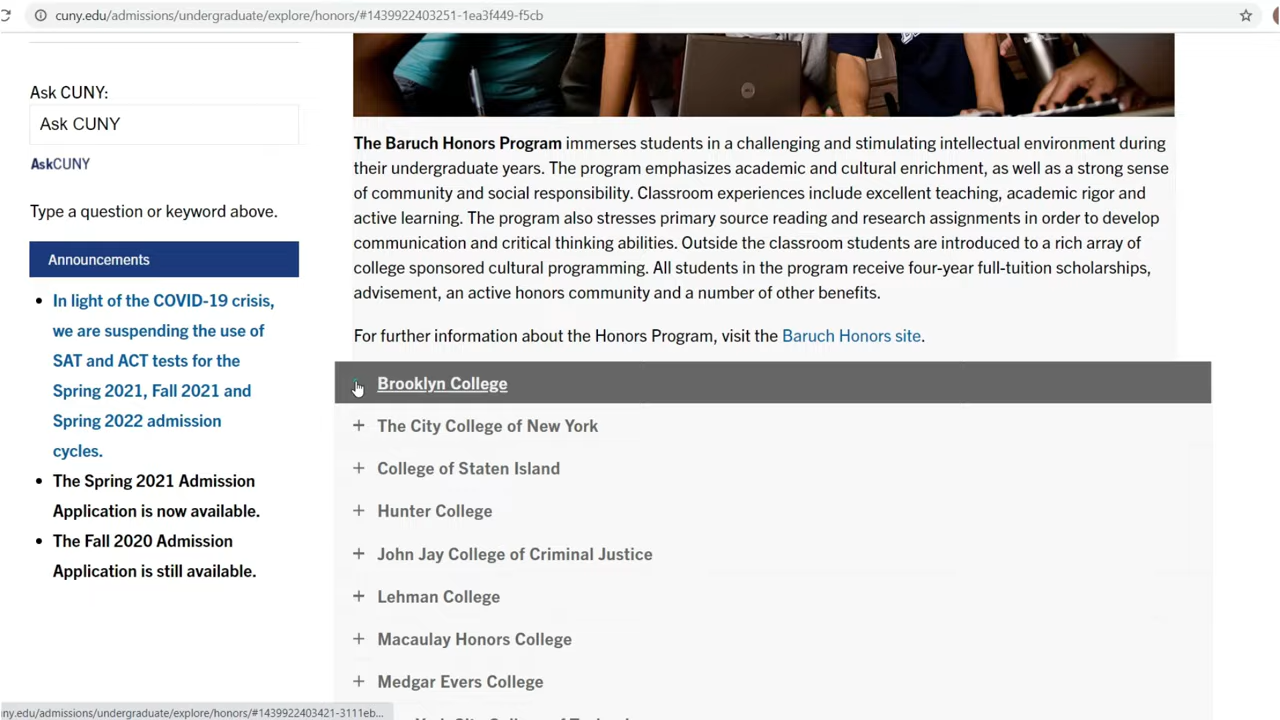 cuny.edu/admissions/undergraduate/explore/honors/#1439922403251-1ea3f449-f5cb
Ask CUNY:
Ask CUNY
AskCUNY
Type a question or keyword above.
Announcements
In light of the COVID-19 crisis,
we are suspending the use of
SAT and ACT tests for the
Spring 2021, Fall 2021 and
Spring 2022 admission
cycles.
The Spring 2021 Admission
Application is now available.
The Fall 2020 Admission
Application is still available.
The Baruch Honors Program immerses students in a challenging and stimulating intellectual environment during
their undergraduate years. The program emphasizes academic and cultural enrichment, as well as a strong sense
of community and social responsibility. Classroom experiences include excellent teaching, academic rigor and
active learning. The program also stresses primary source reading and research assignments in order to develop
communication and critical thinking abilities. Outside the classroom students are introduced to a rich array of
college sponsored cultural programming. All students in the program receive four-year full-tuition scholarships,
advisement, an active honors community and a number of other benefits.
For further information about the Honors Program, visit the Baruch Honors site.
Brooklyn College
+ The City College of New York
+ College of Staten Island
+ Hunter College
+ John Jay College of Criminal Justice
+ Lehman College
+ Macaulay Honors College
+ Medgar Evers College
ny.edu/admissions/undergraduate/explore/honors/#1439922403421-3111eb...